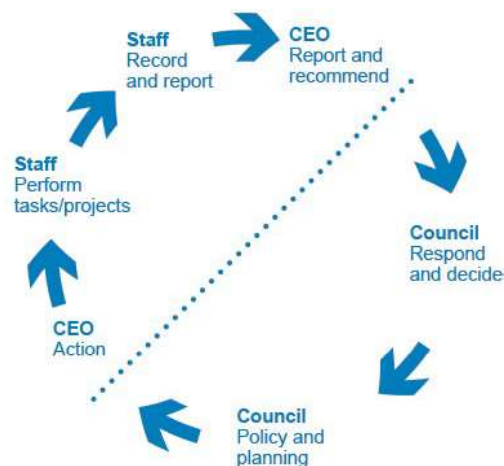 Staff
Record
and report
CEO
Report and
recommend
Council
Respond
and decide
Council
Policy and
planning
CEO
Action
Staff
Perform
tasks/projects